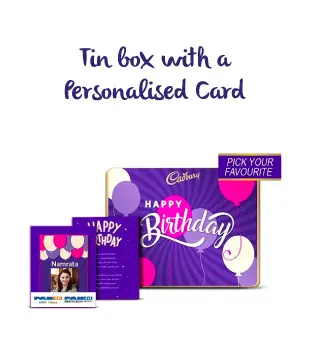 Tin box with a
Personalised Card
PICK YOUR
FAVOURITE
Cadbury
HAPPY
Birthday
HAPPY
BIRTHDAY
Namrata